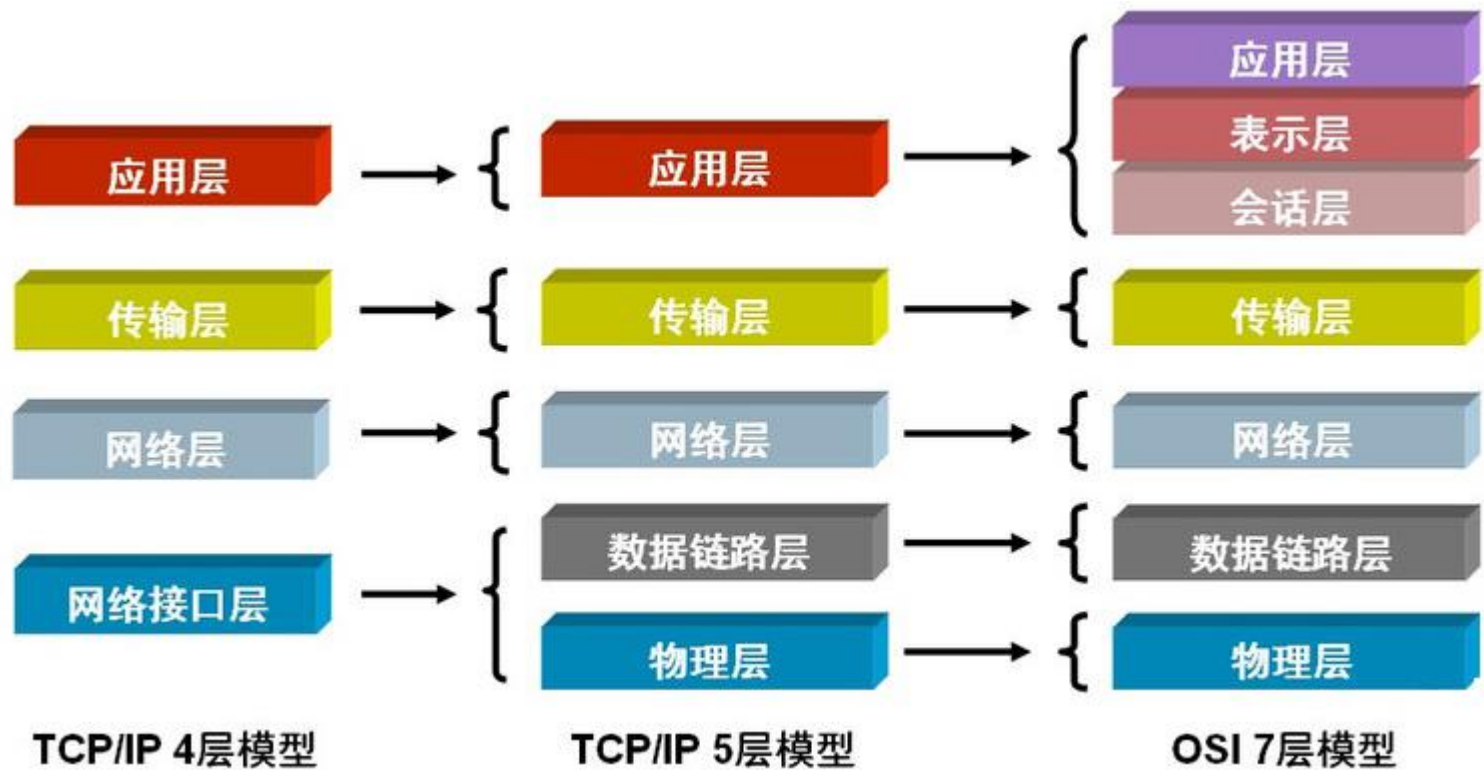 应用层
传输层
网络层
网络接口层
TCP/IP 4层模型
应用层
传输层
网络层
数据链路层
物理层
TCP/IP 5层模型
应用层
表示层
会话层
传输层
网络层
数据链路层
物理层
OSI 7层模型